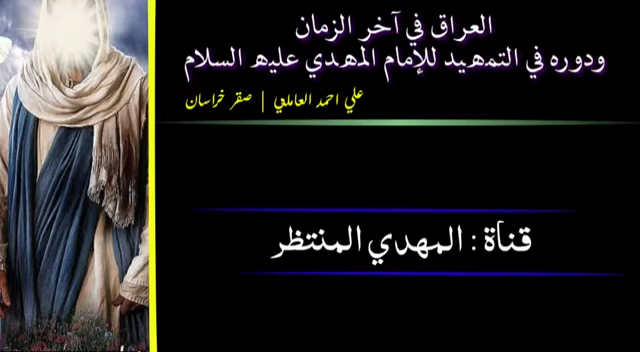 العراق في آخر الزمان
ودوره في التمهيد للإمام المهدي عليه السلام
علي احمد العاملي | صقر خراسان
قناة : المهدي المنتظر